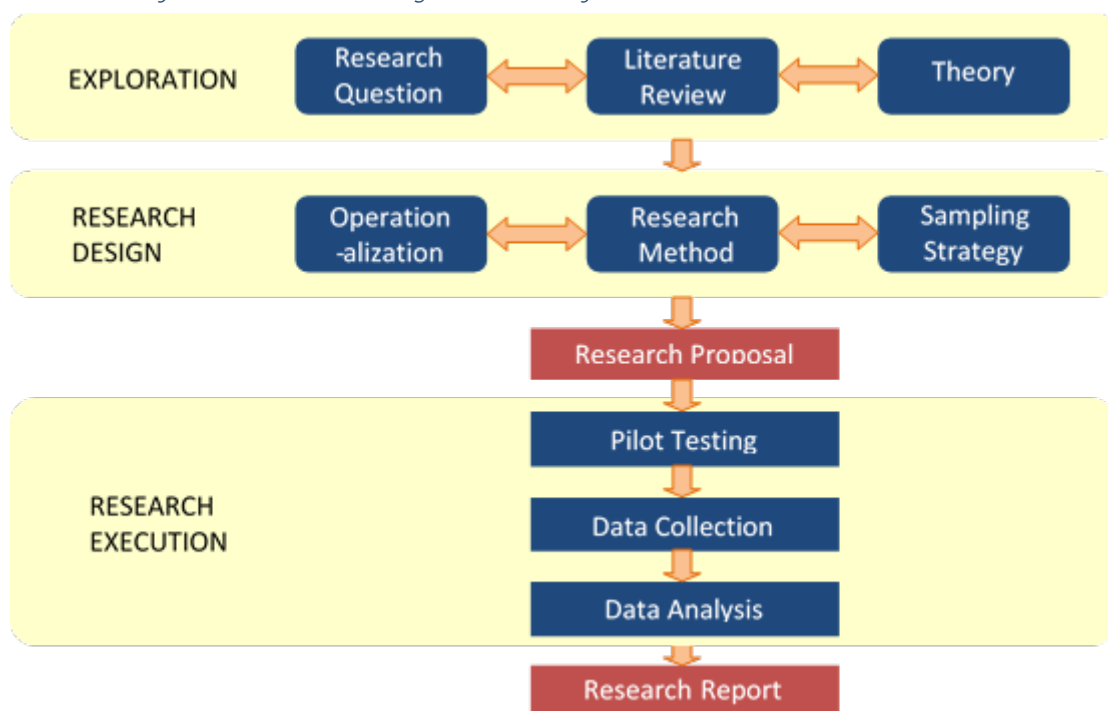 EXPLORATION
Research
Question
Literature
Review
Theory
RESEARCH
DESIGN
Operation
-alization
Research
Method
Sampling
Strategy
Research Proposal
RESEARCH
EXECUTION
Pilot Testing
Data Collection
Data Analysis
Research Report